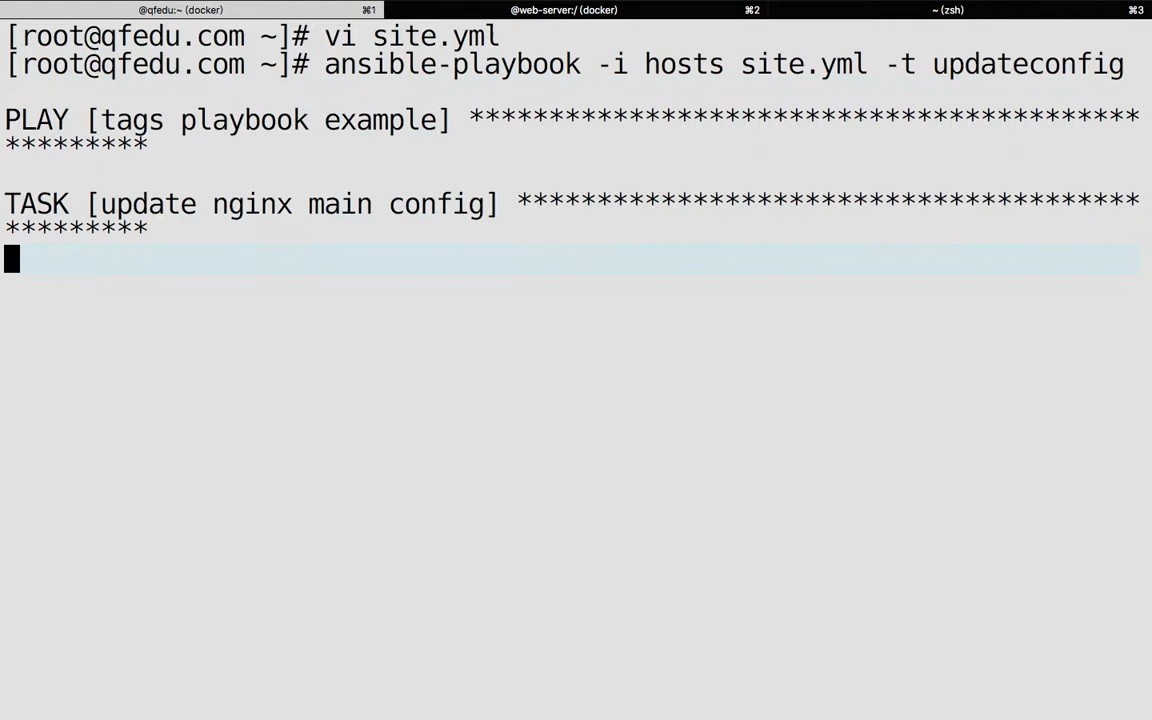 @qfedu:~ (docker) ⌘1 @web-server:/ (docker) ⌘2 ~ (zsh) ⌘3
[root@qfedu.com ~]# vi site.yml
[root@qfedu.com ~]# ansible-playbook -i hosts site.yml -t updateconfig
PLAY [tags playbook example] ******************************************
*********
TASK [update nginx main config] ***************************************
*********